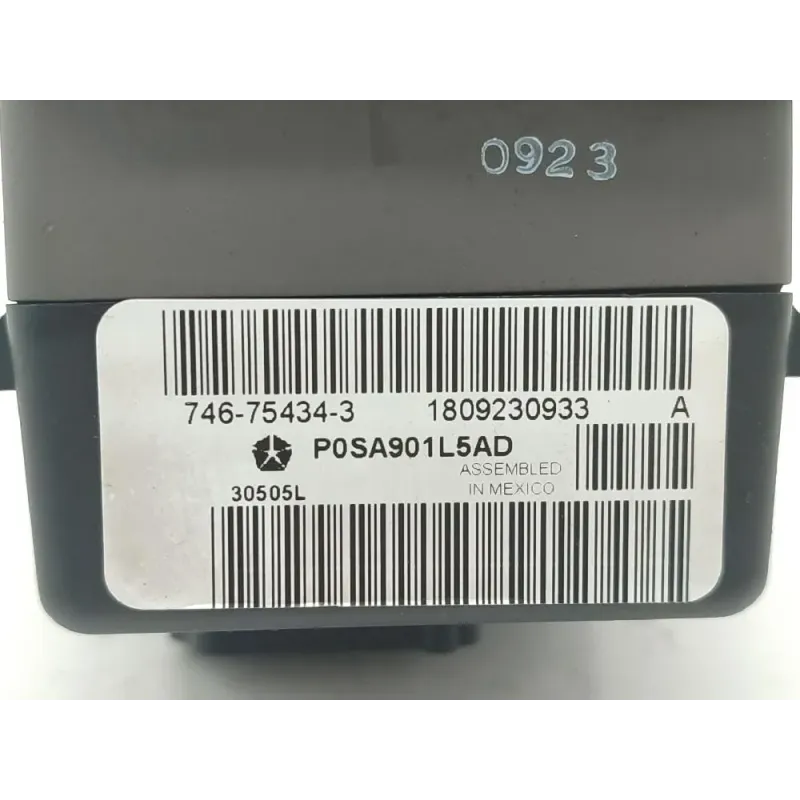 0923
746-75434-3 1809230933 A
P0SA901L5AD
ASSEMBLED
30505L IN MEXICO